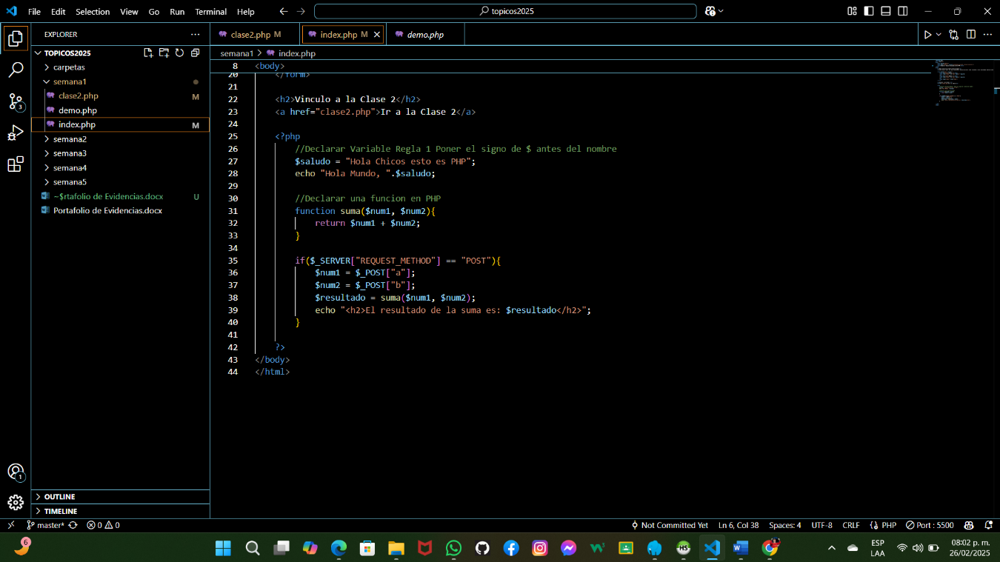 File Edit Selection View Go Run Terminal Help
topicos2025
EXPLORER
clase2.php M
index.php M
demo.php
TOPICOS2025
semana1 > index.php
carpetas
semana1
clase2.php M
demo.php
index.php M
semana2
semana3
semana4
semana5
~$rtafolio de Evidencias.docx U
Portafolio de Evidencias.docx
8 <body>
20 </form>
21
22 <h2>Vinculo a la Clase 2</h2>
23 <a href="clase2.php">Ir a la Clase 2</a>
24
25 <?php
26 //Declarar Variable Regla 1 Poner el signo de $ antes del nombre
27 $saludo = "Hola Chicos esto es PHP";
28 echo "Hola Mundo, ".$saludo;
29
30 //Declarar una funcion en PHP
31 function suma($num1, $num2){
32 return $num1 + $num2;
33 }
34
35 if($_SERVER["REQUEST_METHOD"] == "POST"){
36 $num1 = $_POST["a"];
37 $num2 = $_POST["b"];
38 $resultado = suma($num1, $num2);
39 echo "<h2>El resultado de la suma es: $resultado</h2>";
40 }
41
42 ?>
43 </body>
44 </html>
3
1
OUTLINE
TIMELINE
master* 0 0
Not Committed Yet Ln 6, Col 38 Spaces: 4 UTF-8 CRLF PHP Port : 5500
6
HS
ESP
LAA
08:02 p. m.
26/02/2025